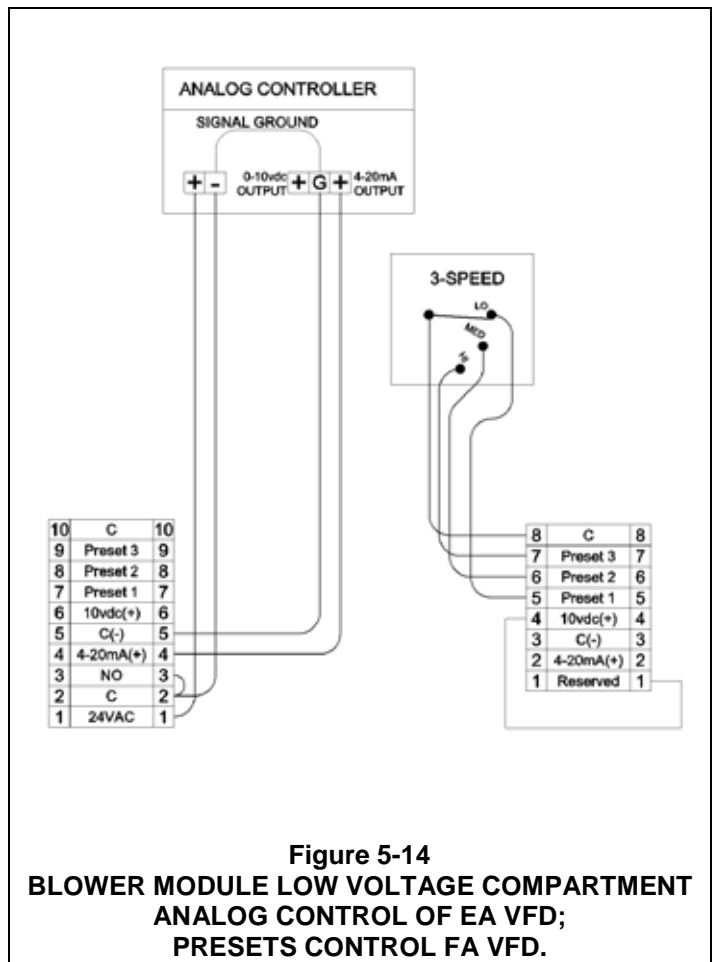 ANALOG CONTROLLER
SIGNAL GROUND
+ - 0-10vdc OUTPUT + G + 4-20mA OUTPUT
3-SPEED
LO
MED
HI
10 C 10
9 Preset 3 9
8 Preset 2 8
7 Preset 1 7
6 10vdc(+) 6
5 C(-) 5
4 4-20mA(+) 4
3 NO 3
2 C 2
1 24VAC 1
8 C 8
7 Preset 3 7
6 Preset 2 6
5 Preset 1 5
4 10vdc(+) 4
3 C(-) 3
2 4-20mA(+) 2
1 Reserved 1
Figure 5-14
BLOWER MODULE LOW VOLTAGE COMPARTMENT
ANALOG CONTROL OF EA VFD;
PRESETS CONTROL FA VFD.